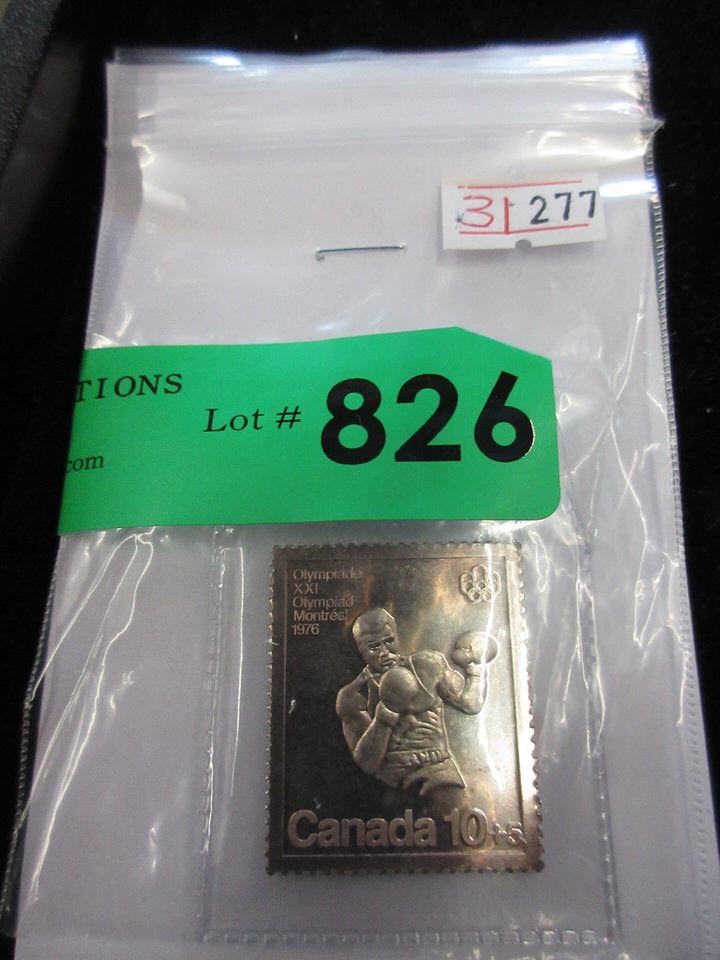 31 277
TIONS
Lot # 826
com
Olympiade
XXI
Olympiad
Montréal
1976
Canada 10+5